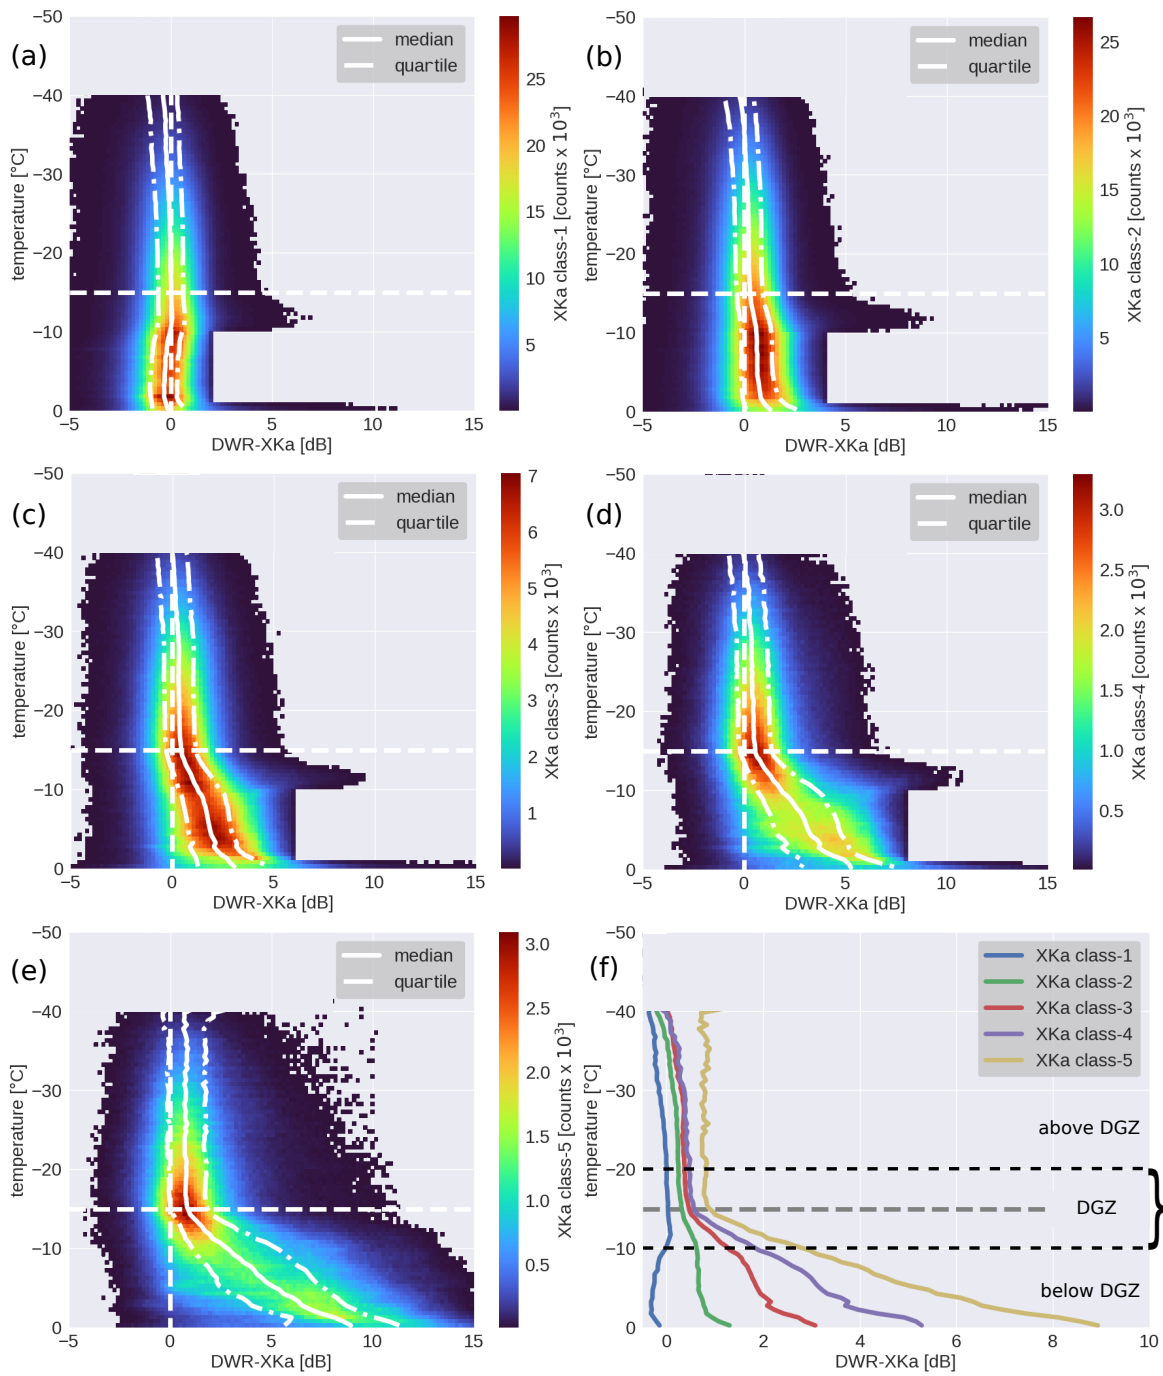 (a)
−50
−40
−30
−20
−10
0
temperature [°C]
−5
0
5
10
15
DWR-XKa [dB]
median
quartile
25
20
15
10
5
XKa class-1 [counts x 10³]
(b)
−50
−40
−30
−20
−10
0
temperature [°C]
−5
0
5
10
15
DWR-XKa [dB]
median
quartile
25
20
15
10
5
XKa class-2 [counts x 10³]
(c)
−50
−40
−30
−20
−10
0
temperature [°C]
−5
0
5
10
15
DWR-XKa [dB]
median
quartile
7
6
5
4
3
2
1
XKa class-3 [counts x 10³]
(d)
−50
−40
−30
−20
−10
0
temperature [°C]
−5
0
5
10
15
DWR-XKa [dB]
median
quartile
3.0
2.5
2.0
1.5
1.0
0.5
XKa class-4 [counts x 10³]
(e)
−50
−40
−30
−20
−10
0
temperature [°C]
−5
0
5
10
15
DWR-XKa [dB]
median
quartile
3.0
2.5
2.0
1.5
1.0
0.5
XKa class-5 [counts x 10³]
(f)
−50
−40
−30
−20
−10
0
temperature [°C]
0
2
4
6
8
10
DWR-XKa [dB]
XKa class-1
XKa class-2
XKa class-3
XKa class-4
XKa class-5
above DGZ
DGZ
below DGZ